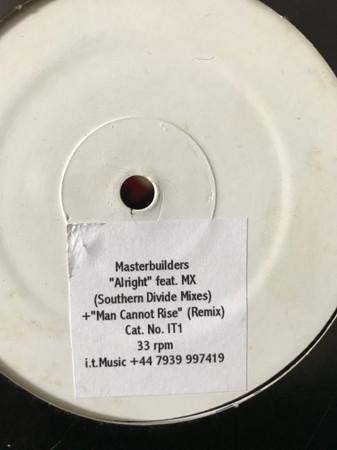 Masterbuilders
"Alright" feat. MX
(Southern Divide Mixes)
+"Man Cannot Rise" (Remix)
Cat. No. IT1
33 rpm
i.t.Music +44 7939 997419